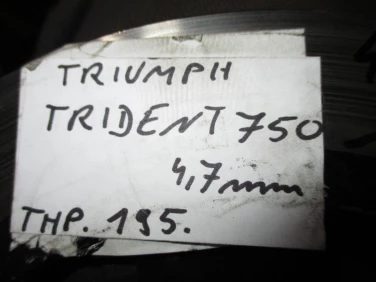 TRIUMPH
TRIDENT 750
4,7mm
THP. 195.